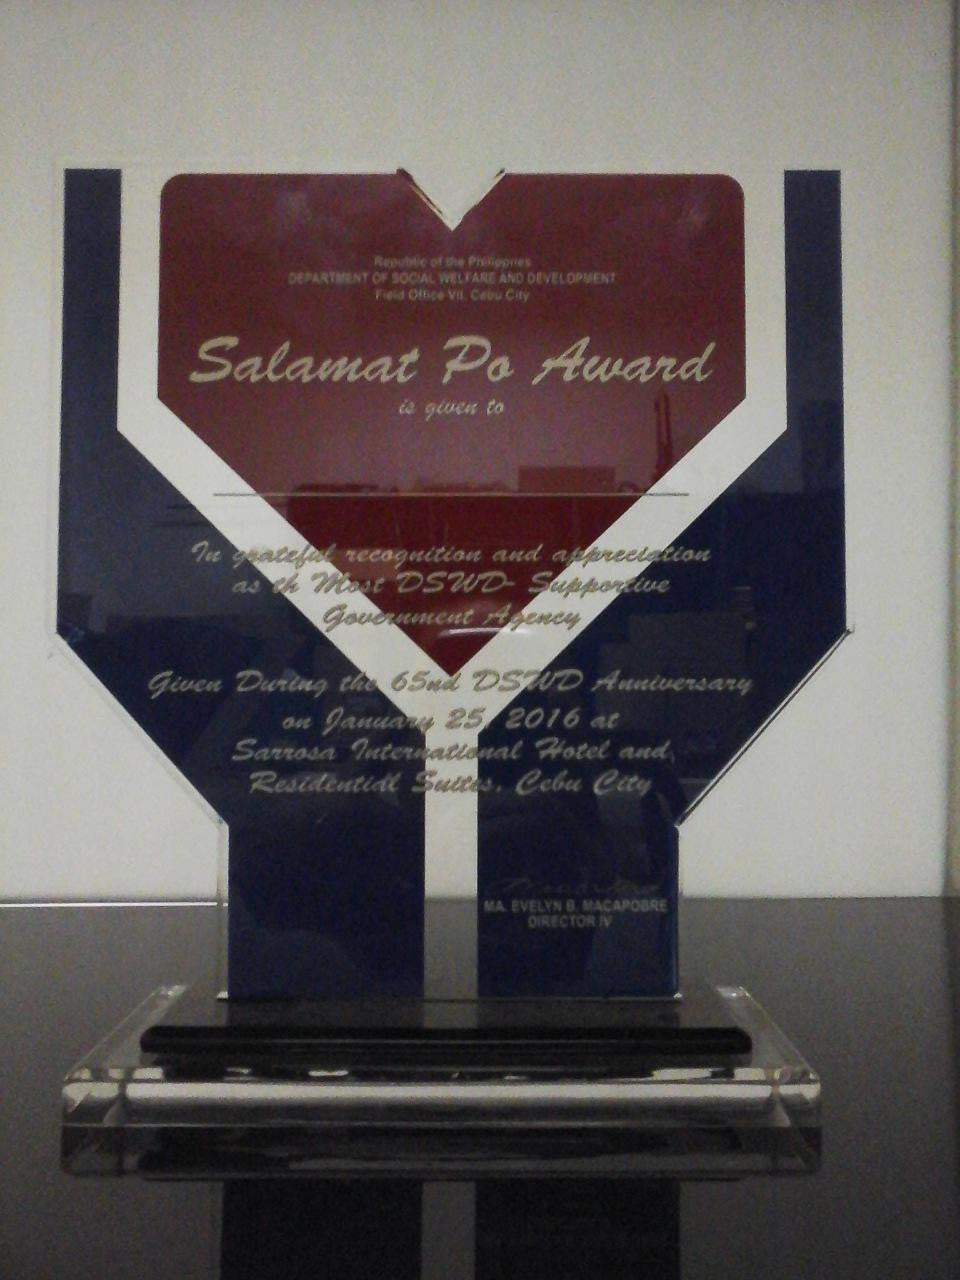 Republic of the Philippines
DEPARTMENT OF SOCIAL WELFARE AND DEVELOPMENT
Field Office VII, Cebu City
Salamat Po Award
is given to
In grateful recognition and appreciation
as th Most DSWD- Supportive
Government Agency
Given During the 65nd DSWD Anniversary
on January 25, 2016 at
Sarrosa International Hotel and,
Residentidl Suites, Cebu City
MA. EVELYN B. MACAPOBRE
DIRECTOR IV